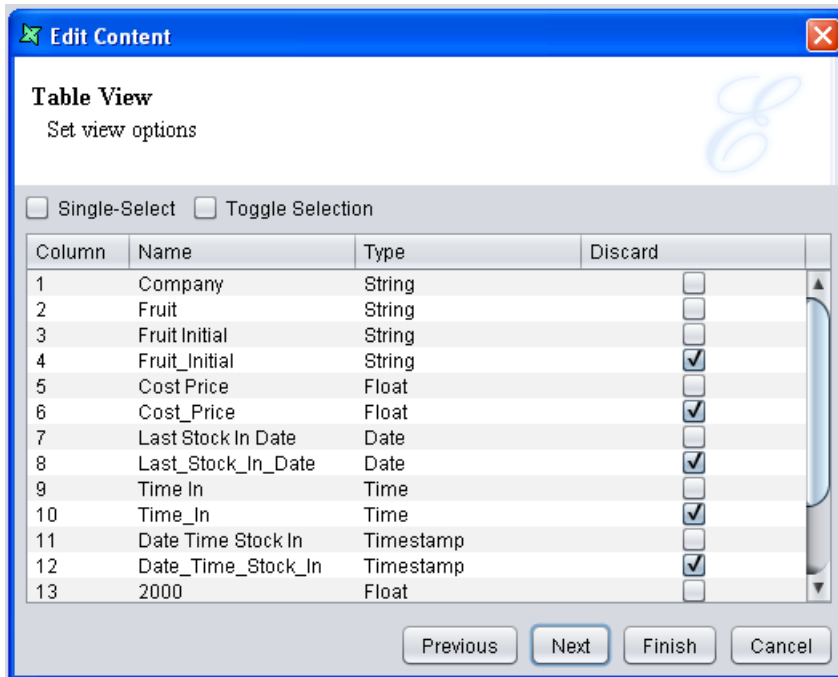 Edit Content
Table View
Set view options
Single-Select Toggle Selection
Column Name Type Discard
1 Company String
2 Fruit String
3 Fruit Initial String
4 Fruit_Initial String
5 Cost Price Float
6 Cost_Price Float
7 Last Stock In Date Date
8 Last_Stock_In_Date Date
9 Time In Time
10 Time_In Time
11 Date Time Stock In Timestamp
12 Date_Time_Stock_In Timestamp
13 2000 Float
Previous Next Finish Cancel